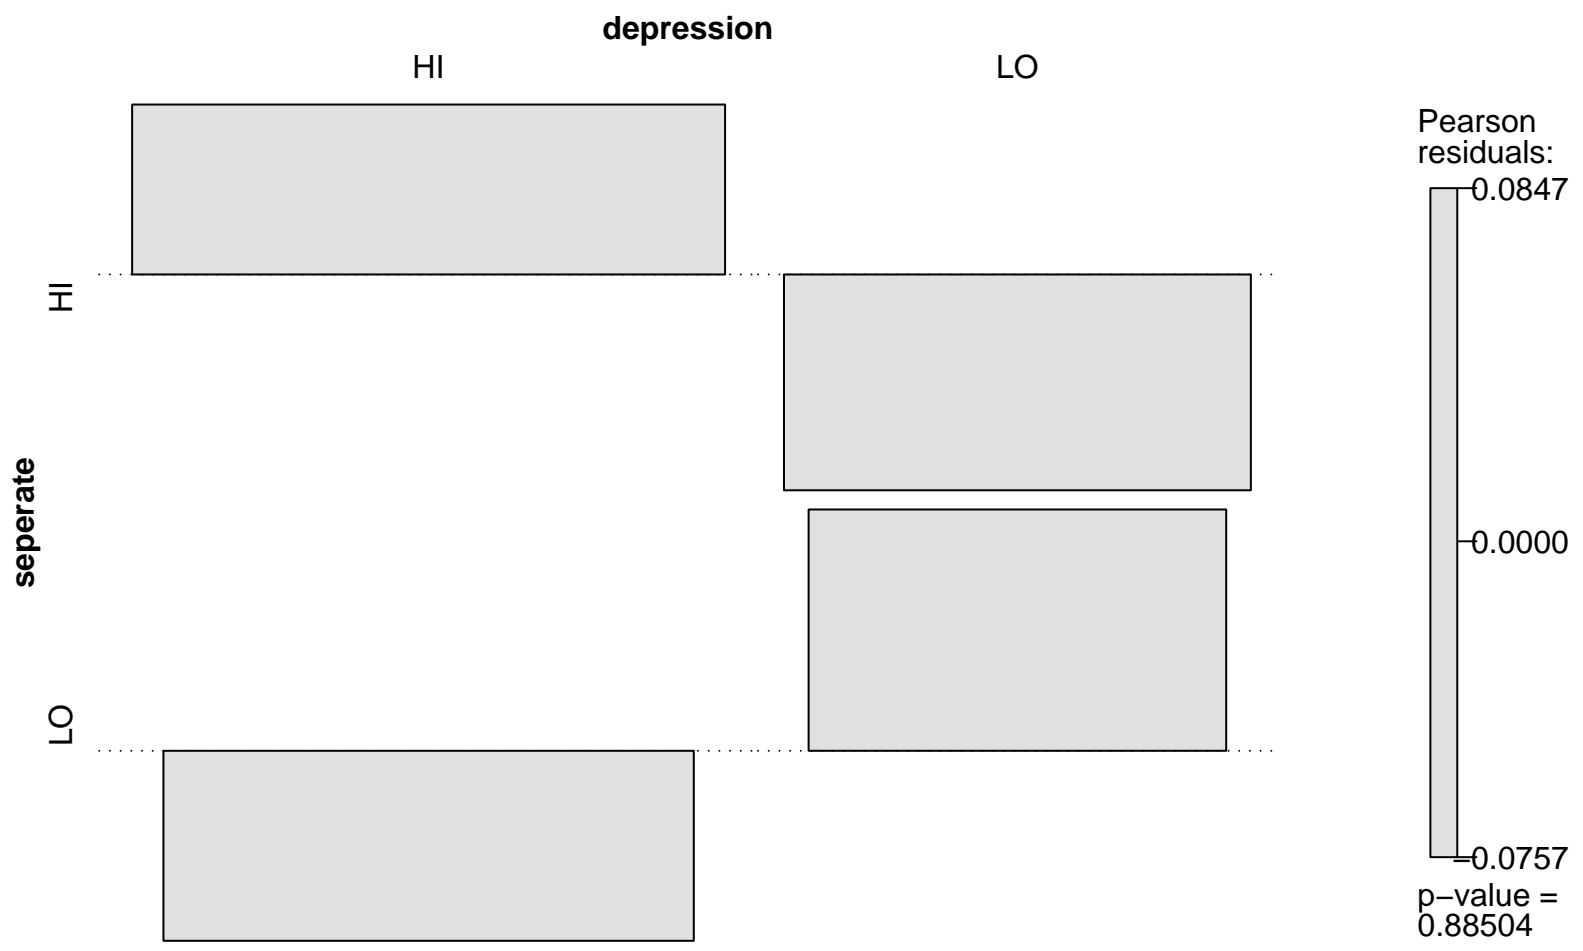 depression
HI LO
Pearson
residuals:
0.0847
HI
seperate
0.0000
LO
−0.0757
p−value =
0.88504